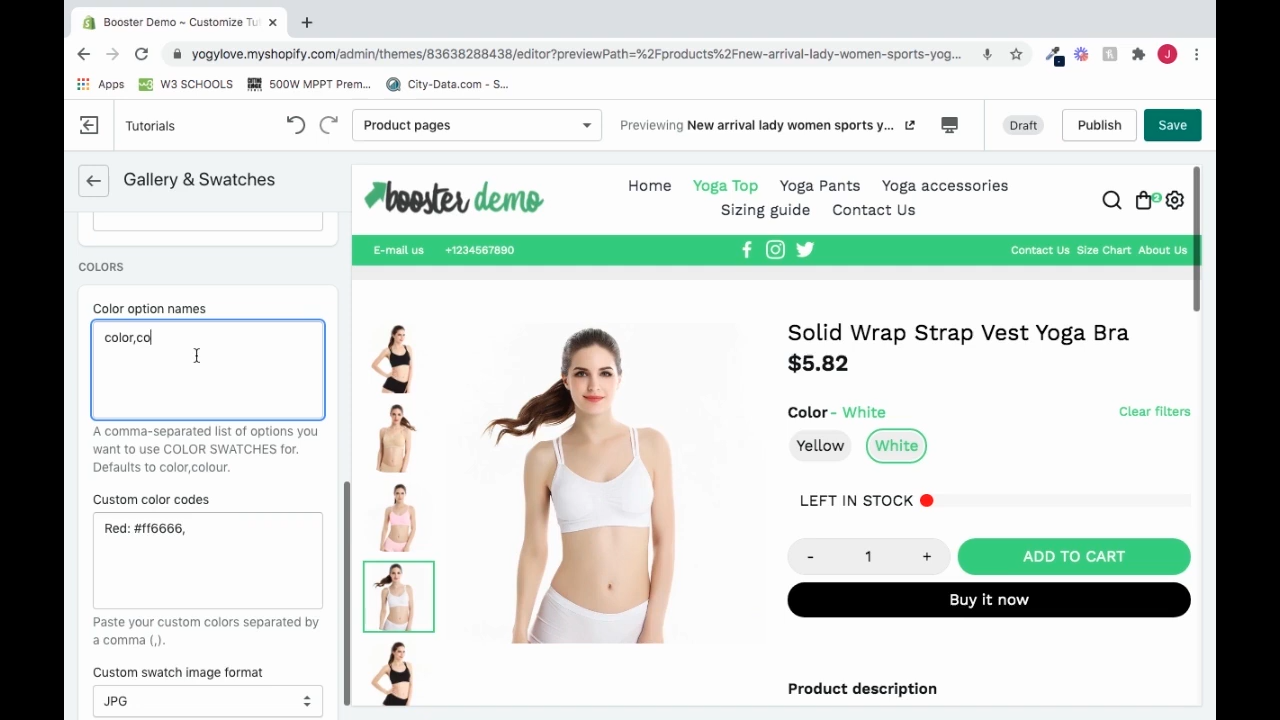 Booster Demo ~ Customize Tu
yogylove.myshopify.com/admin/themes/83638288438/editor?previewPath=%2Fproducts%2Fnew-arrival-lady-women-sports-yog...
Apps W3 SCHOOLS 500W MPPT Prem... City-Data.com - S...
Tutorials
Product pages
Previewing New arrival lady women sports y...
Draft
Publish
Save
Gallery & Swatches
COLORS
Color option names
color,co
A comma-separated list of options you
want to use COLOR SWATCHES for.
Defaults to color,colour.
Custom color codes
Red: #ff6666,
Paste your custom colors separated by
a comma (,).
Custom swatch image format
JPG
booster demo
Home Yoga Top Yoga Pants Yoga accessories
Sizing guide Contact Us
2
E-mail us +1234567890
Contact Us Size Chart About Us
Solid Wrap Strap Vest Yoga Bra
$5.82
Color - White
Clear filters
Yellow White
LEFT IN STOCK
- 1 +
ADD TO CART
Buy it now
Product description